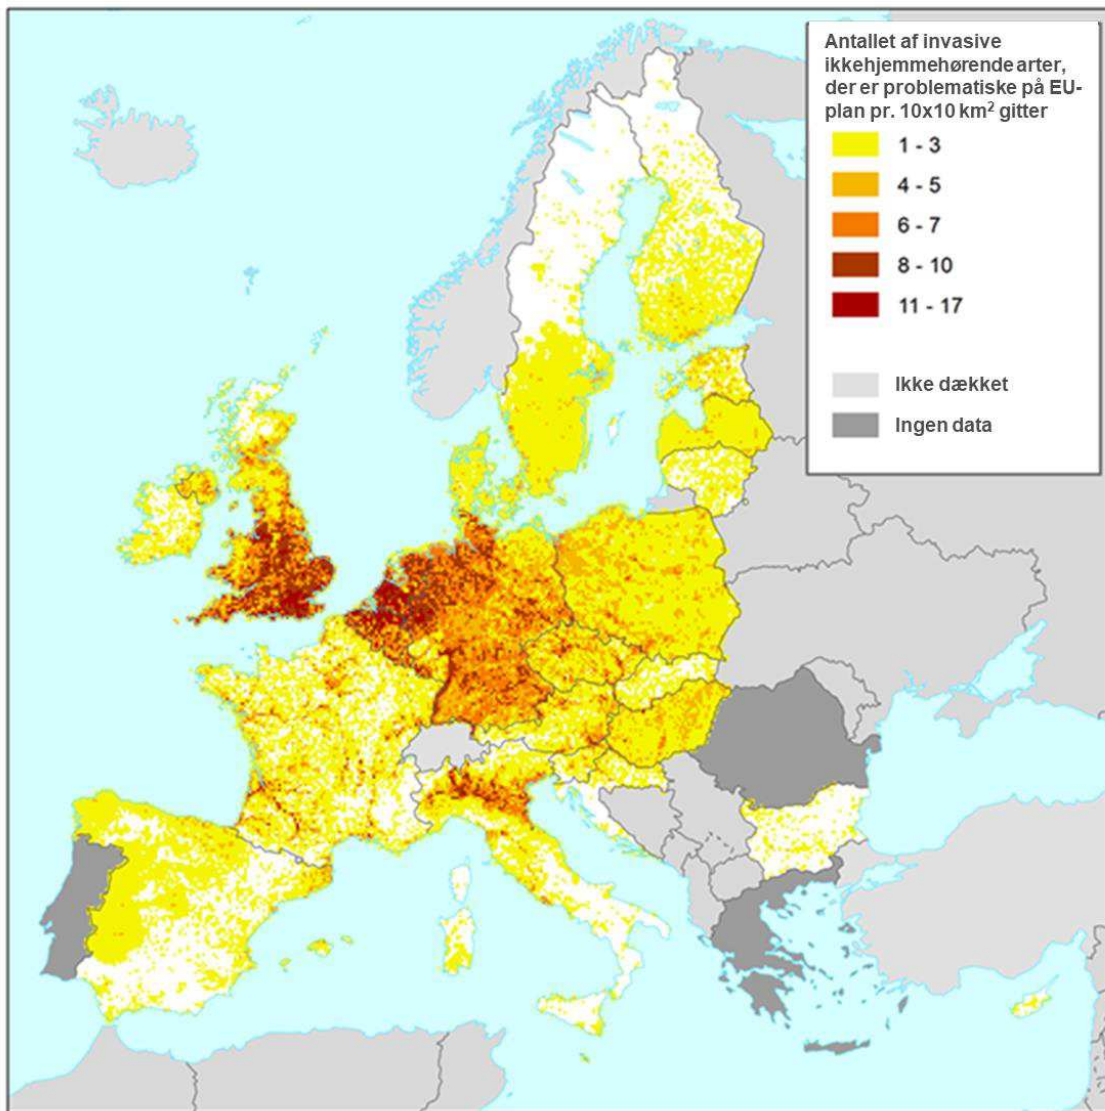 Antallet af invasive
ikkehjemmehørende arter,
der er problematiske på EU-
plan pr. 10x10 km² gitter
1 - 3
4 - 5
6 - 7
8 - 10
11 - 17
Ikke dækket
Ingen data